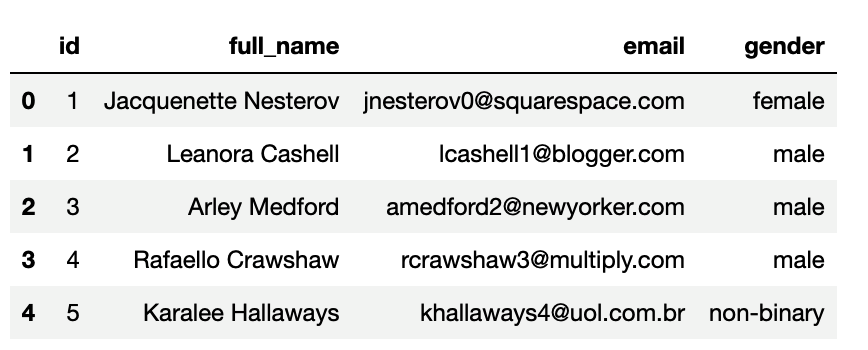 id full_name email gender
0 1 Jacquenette Nesterov jnesterov0@squarespace.com female
1 2 Leanora Cashell lcashell1@blogger.com male
2 3 Arley Medford amedford2@newyorker.com male
3 4 Rafaello Crawshaw rcrawshaw3@multiply.com male
4 5 Karalee Hallaways khallaways4@uol.com.br non-binary